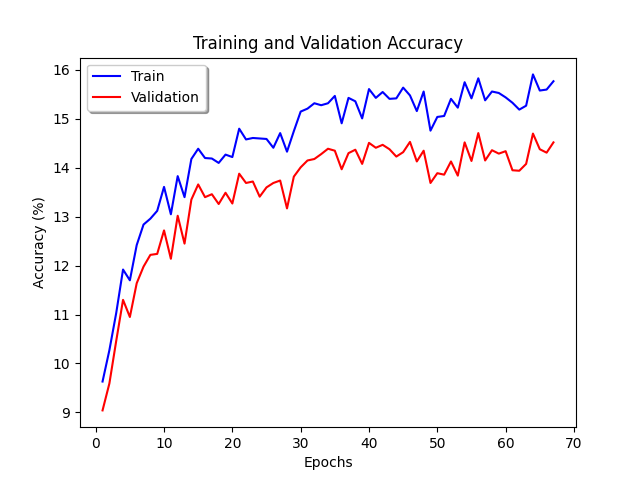 Training and Validation Accuracy
Train
Validation
Accuracy (%)
16
15
14
13
12
11
10
9
0 10 20 30 40 50 60 70
Epochs